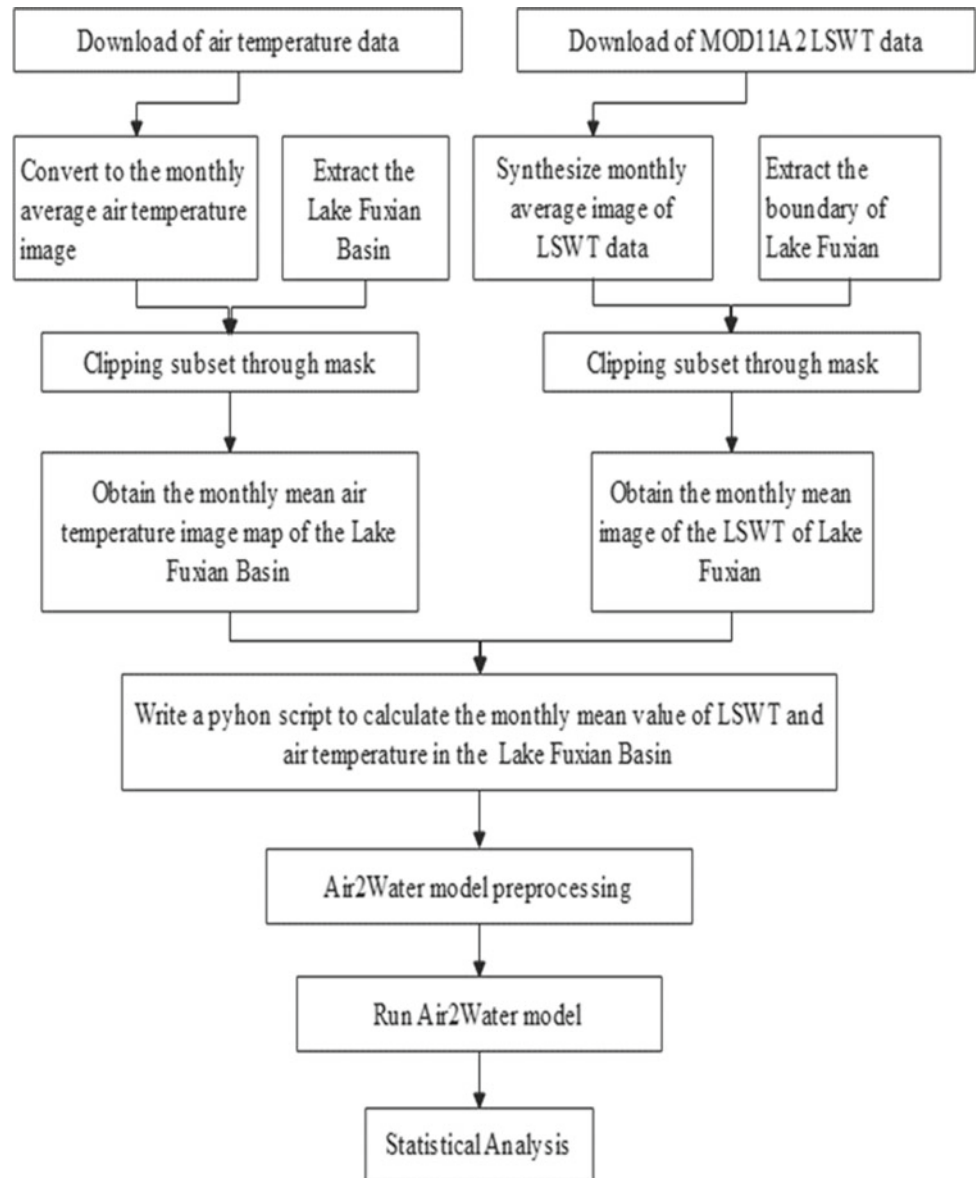 Download of air temperature data
Download of MOD11A2 LSWT data
Convert to the monthly
average air temperature
image
Extract the
Lake Fuxian
Basin
Synthesize monthly
average image of
LSWT data
Extract the
boundary of
Lake Fuxian
Clipping subset through mask
Clipping subset through mask
Obtain the monthly mean air
temperature image map of the Lake
Fuxian Basin
Obtain the monthly mean
image of the LSWT of Lake
Fuxian
Write a pyhon script to calculate the monthly mean value of LSWT and
air temperature in the Lake Fuxian Basin
Air2Water model preprocessing
Run Air2Water model
Statistical Analysis